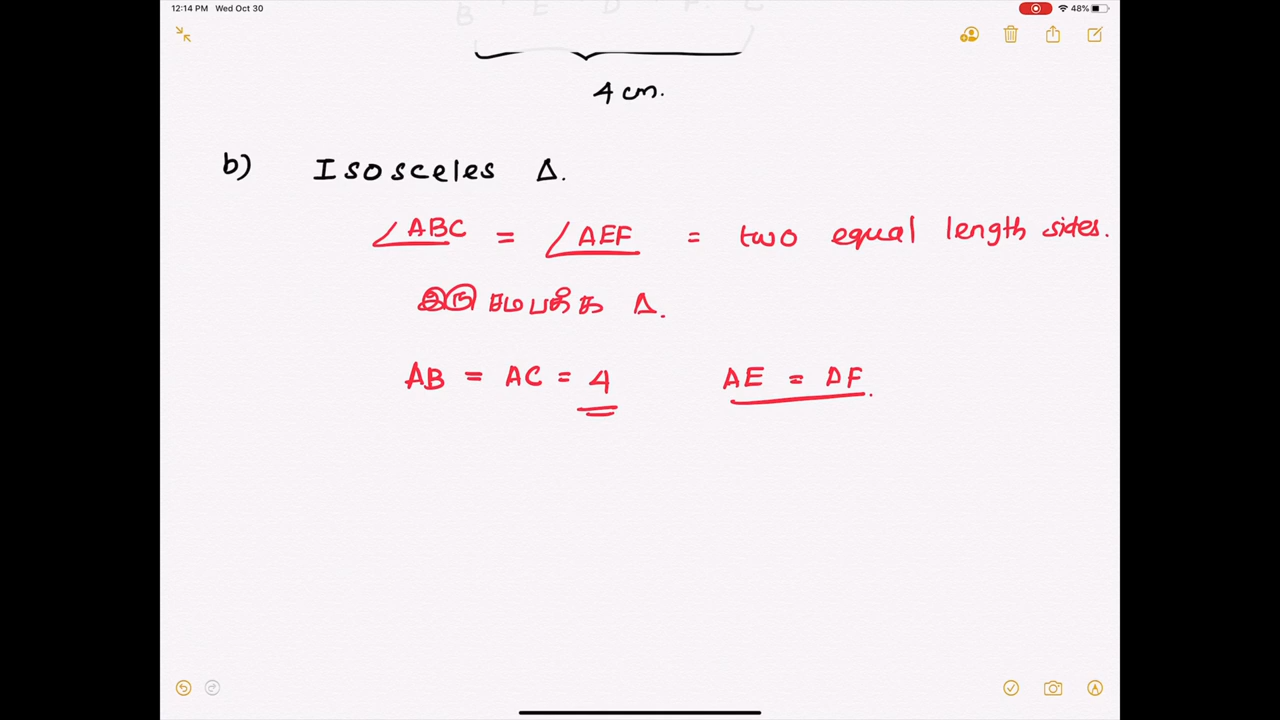 12:14 PM Wed Oct 30 48%
B E D F C
4 cm.
b) Isosceles Δ.
∠ABC = ∠AEF = two equal length sides.
இரு சமபக்க Δ.
AB = AC = 4 AE = AF.